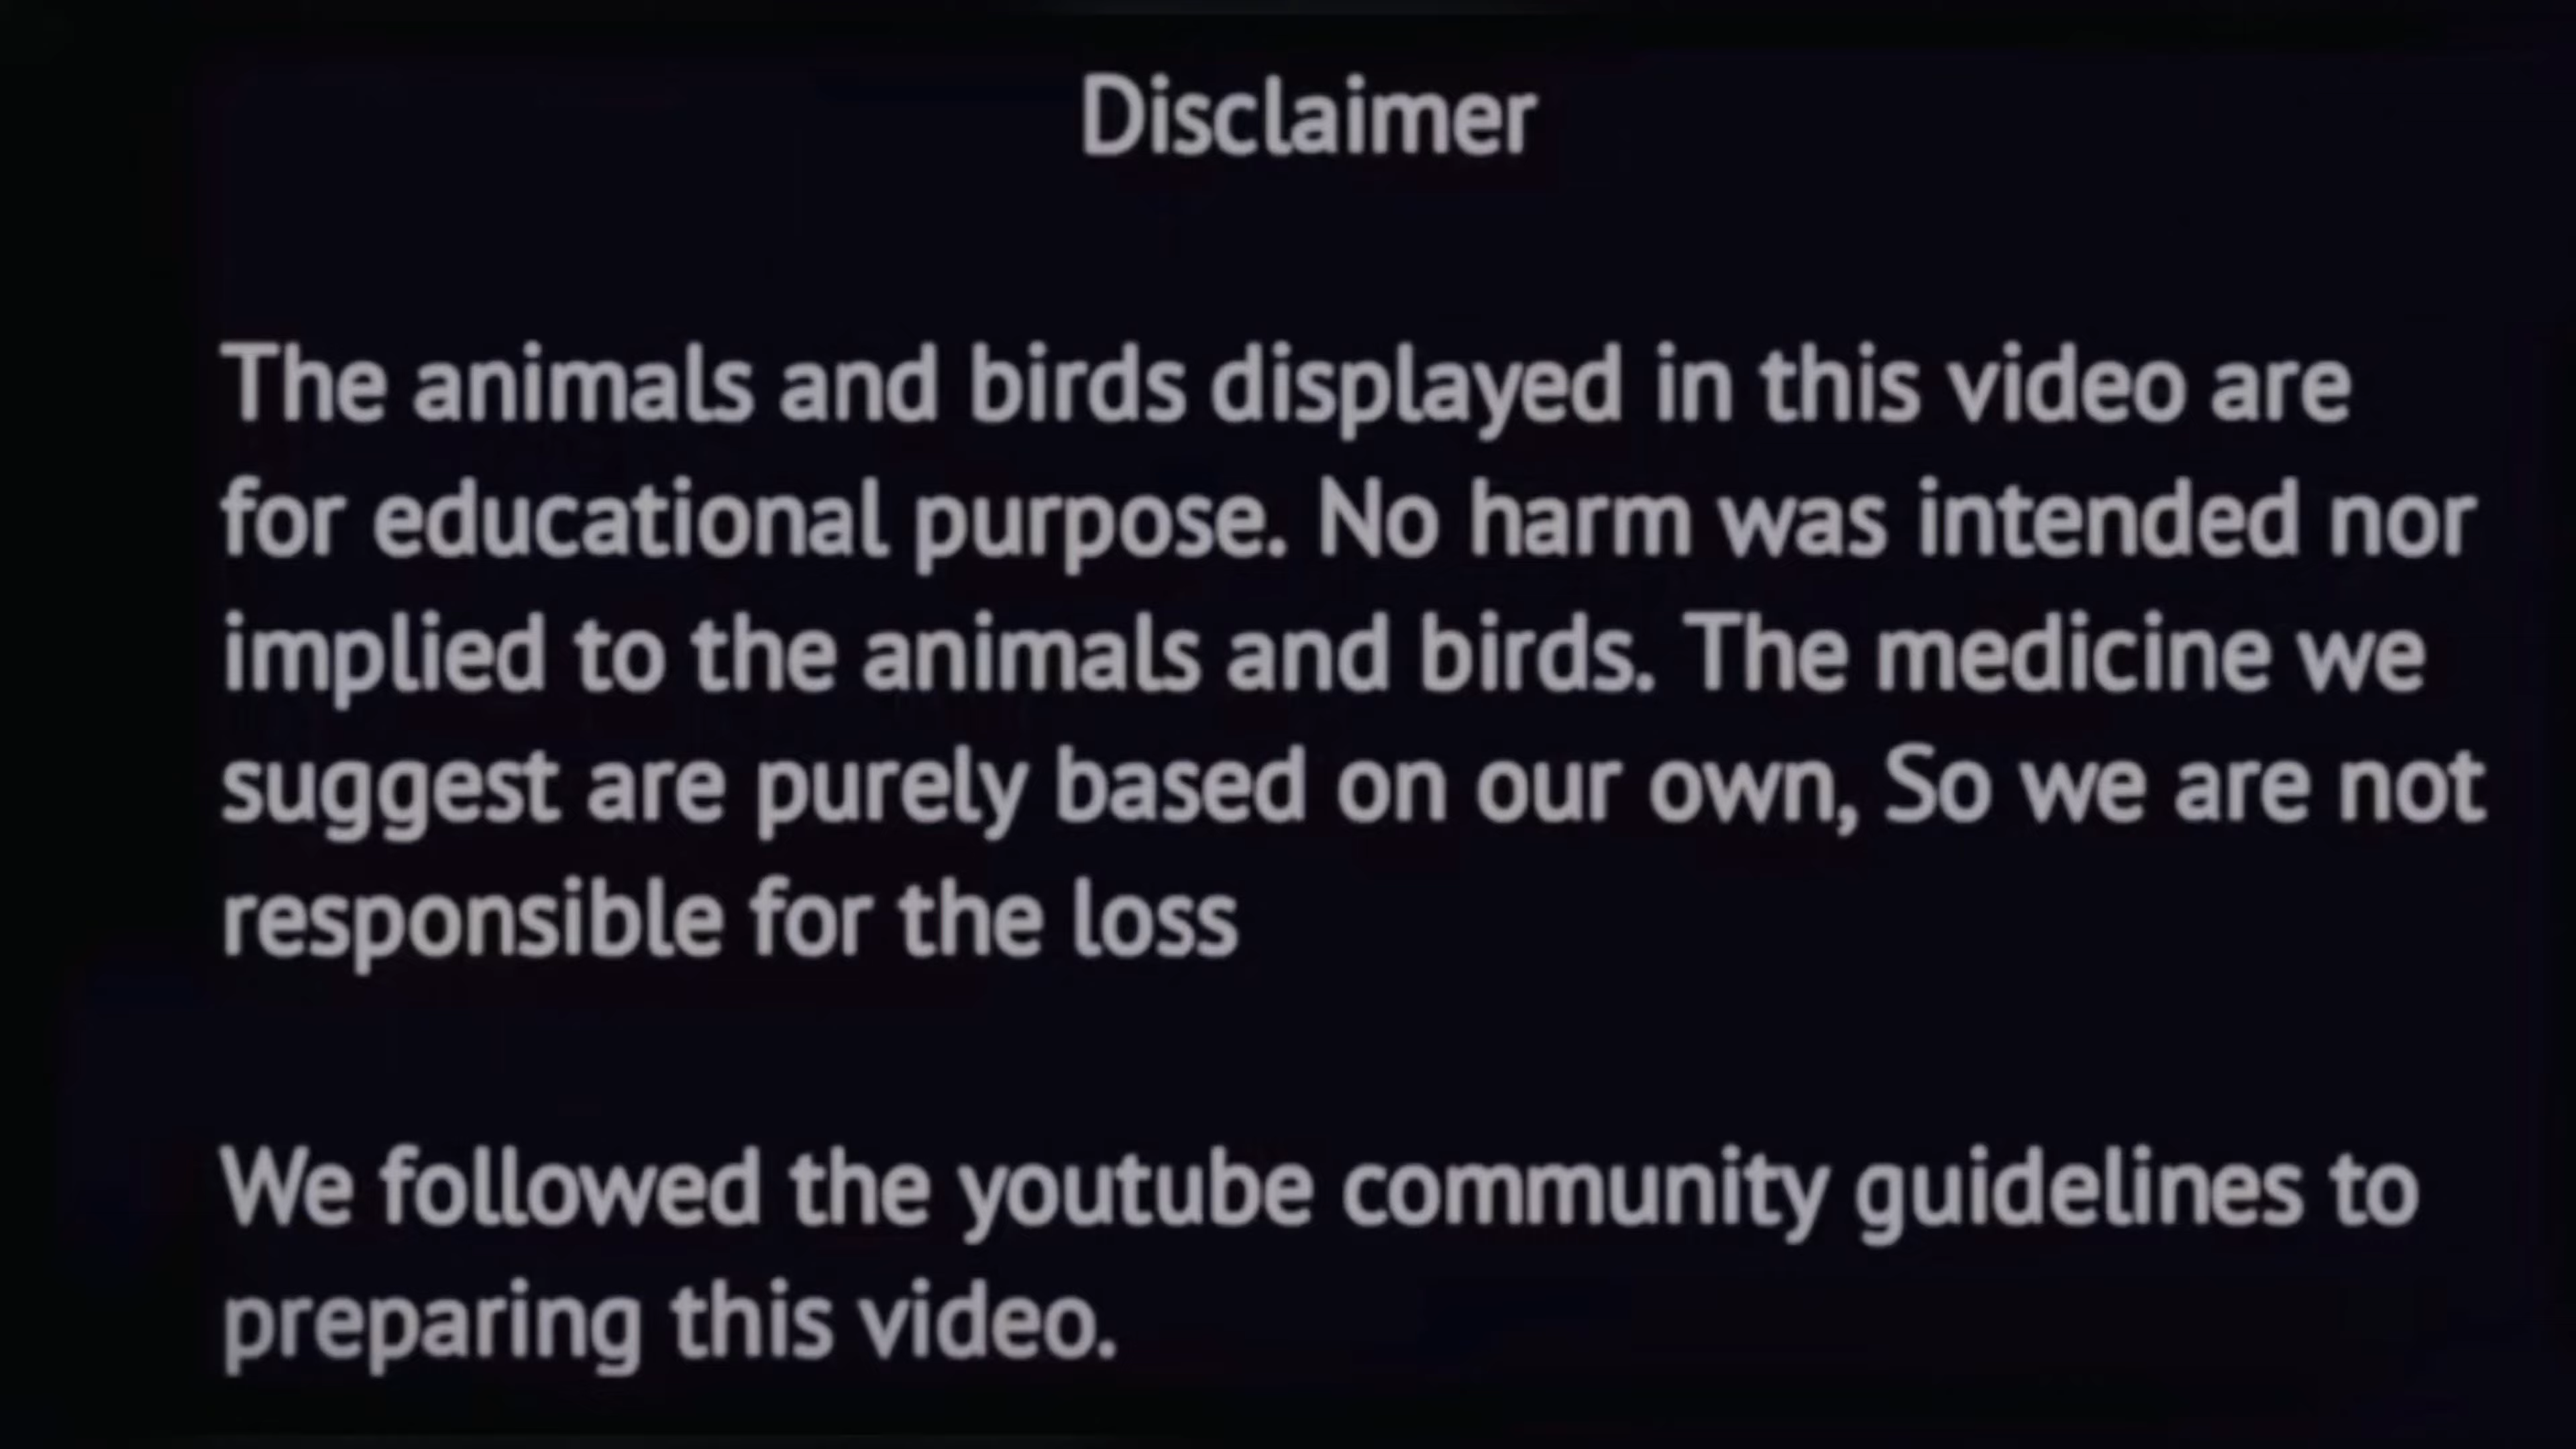 Disclaimer
The animals and birds displayed in this video are
for educational purpose. No harm was intended nor
implied to the animals and birds. The medicine we
suggest are purely based on our own, So we are not
responsible for the loss
We followed the youtube community guidelines to
preparing this video.